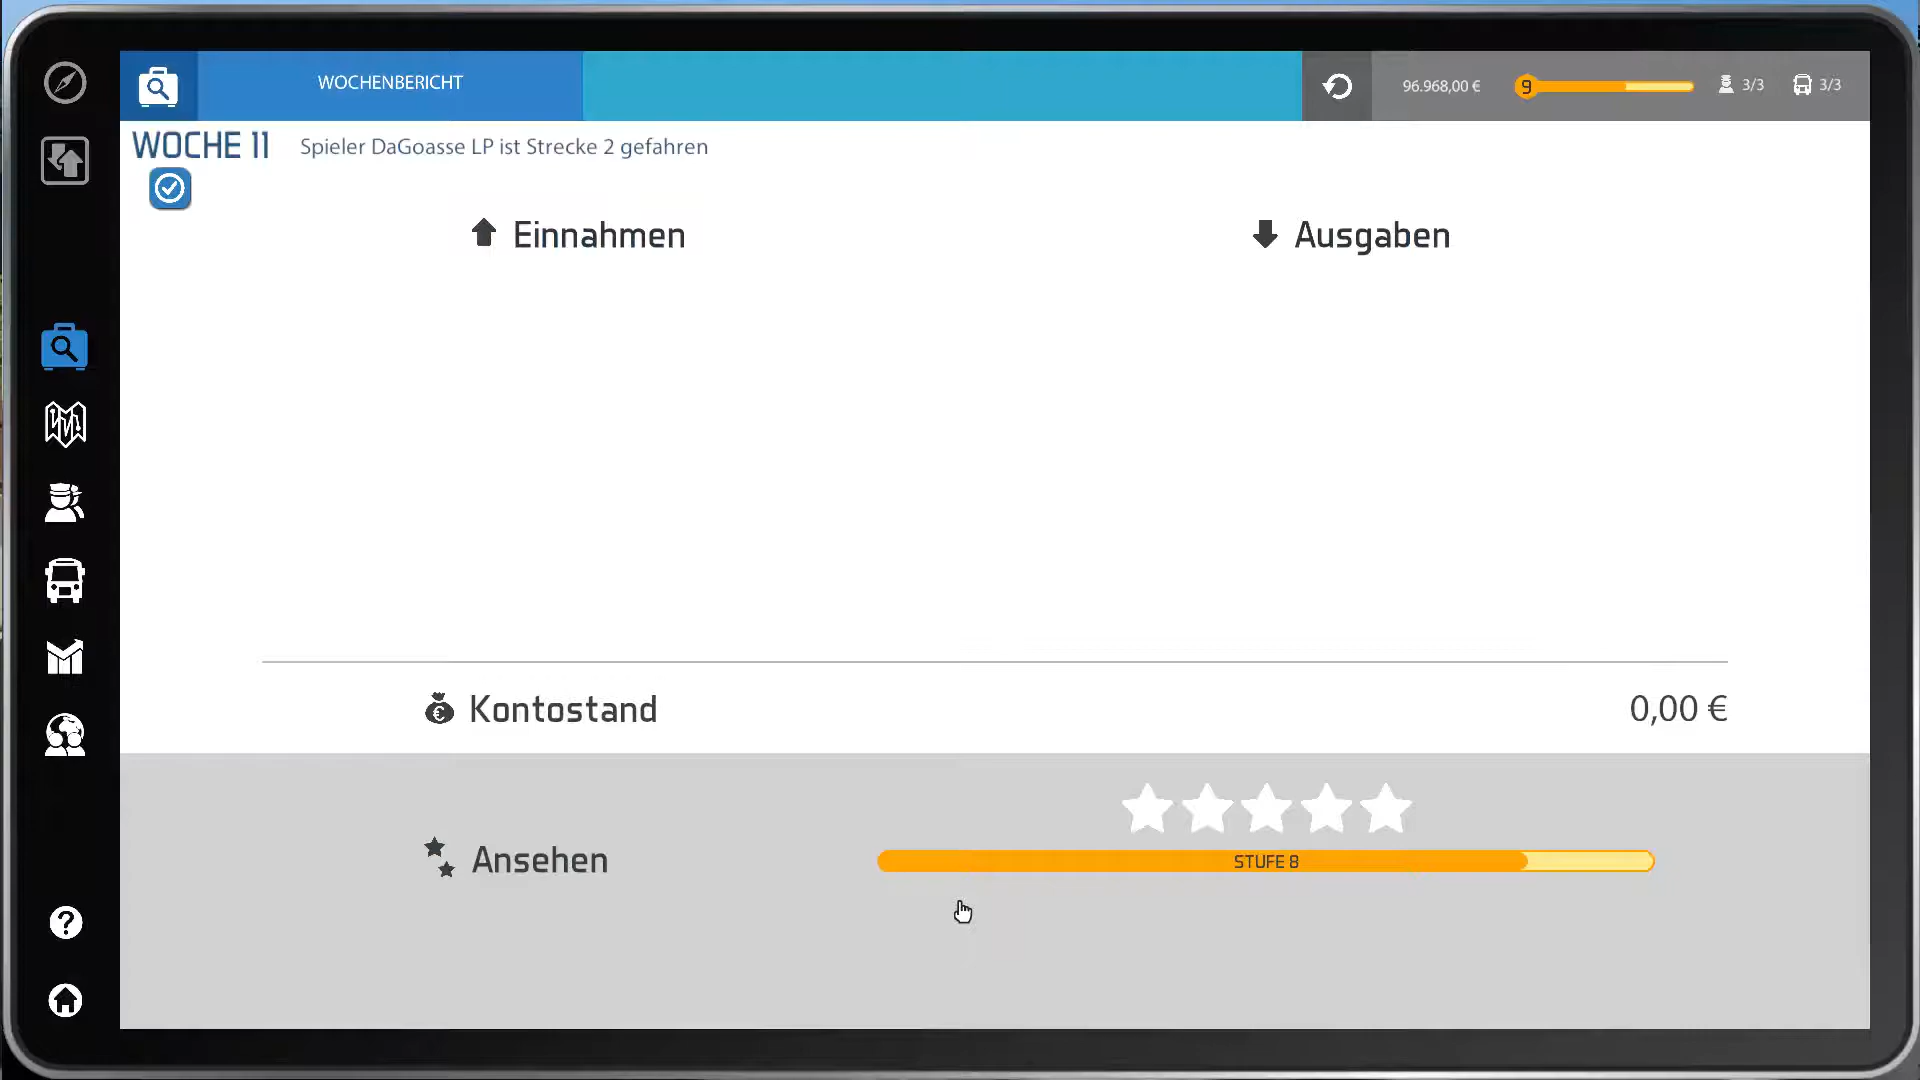 WOCHENBERICHT
96.968,00 €
9
3/3
3/3
WOCHE 11
Spieler DaGoasse LP ist Strecke 2 gefahren
Einnahmen
Ausgaben
Kontostand
0,00 €
Ansehen
STUFE 8